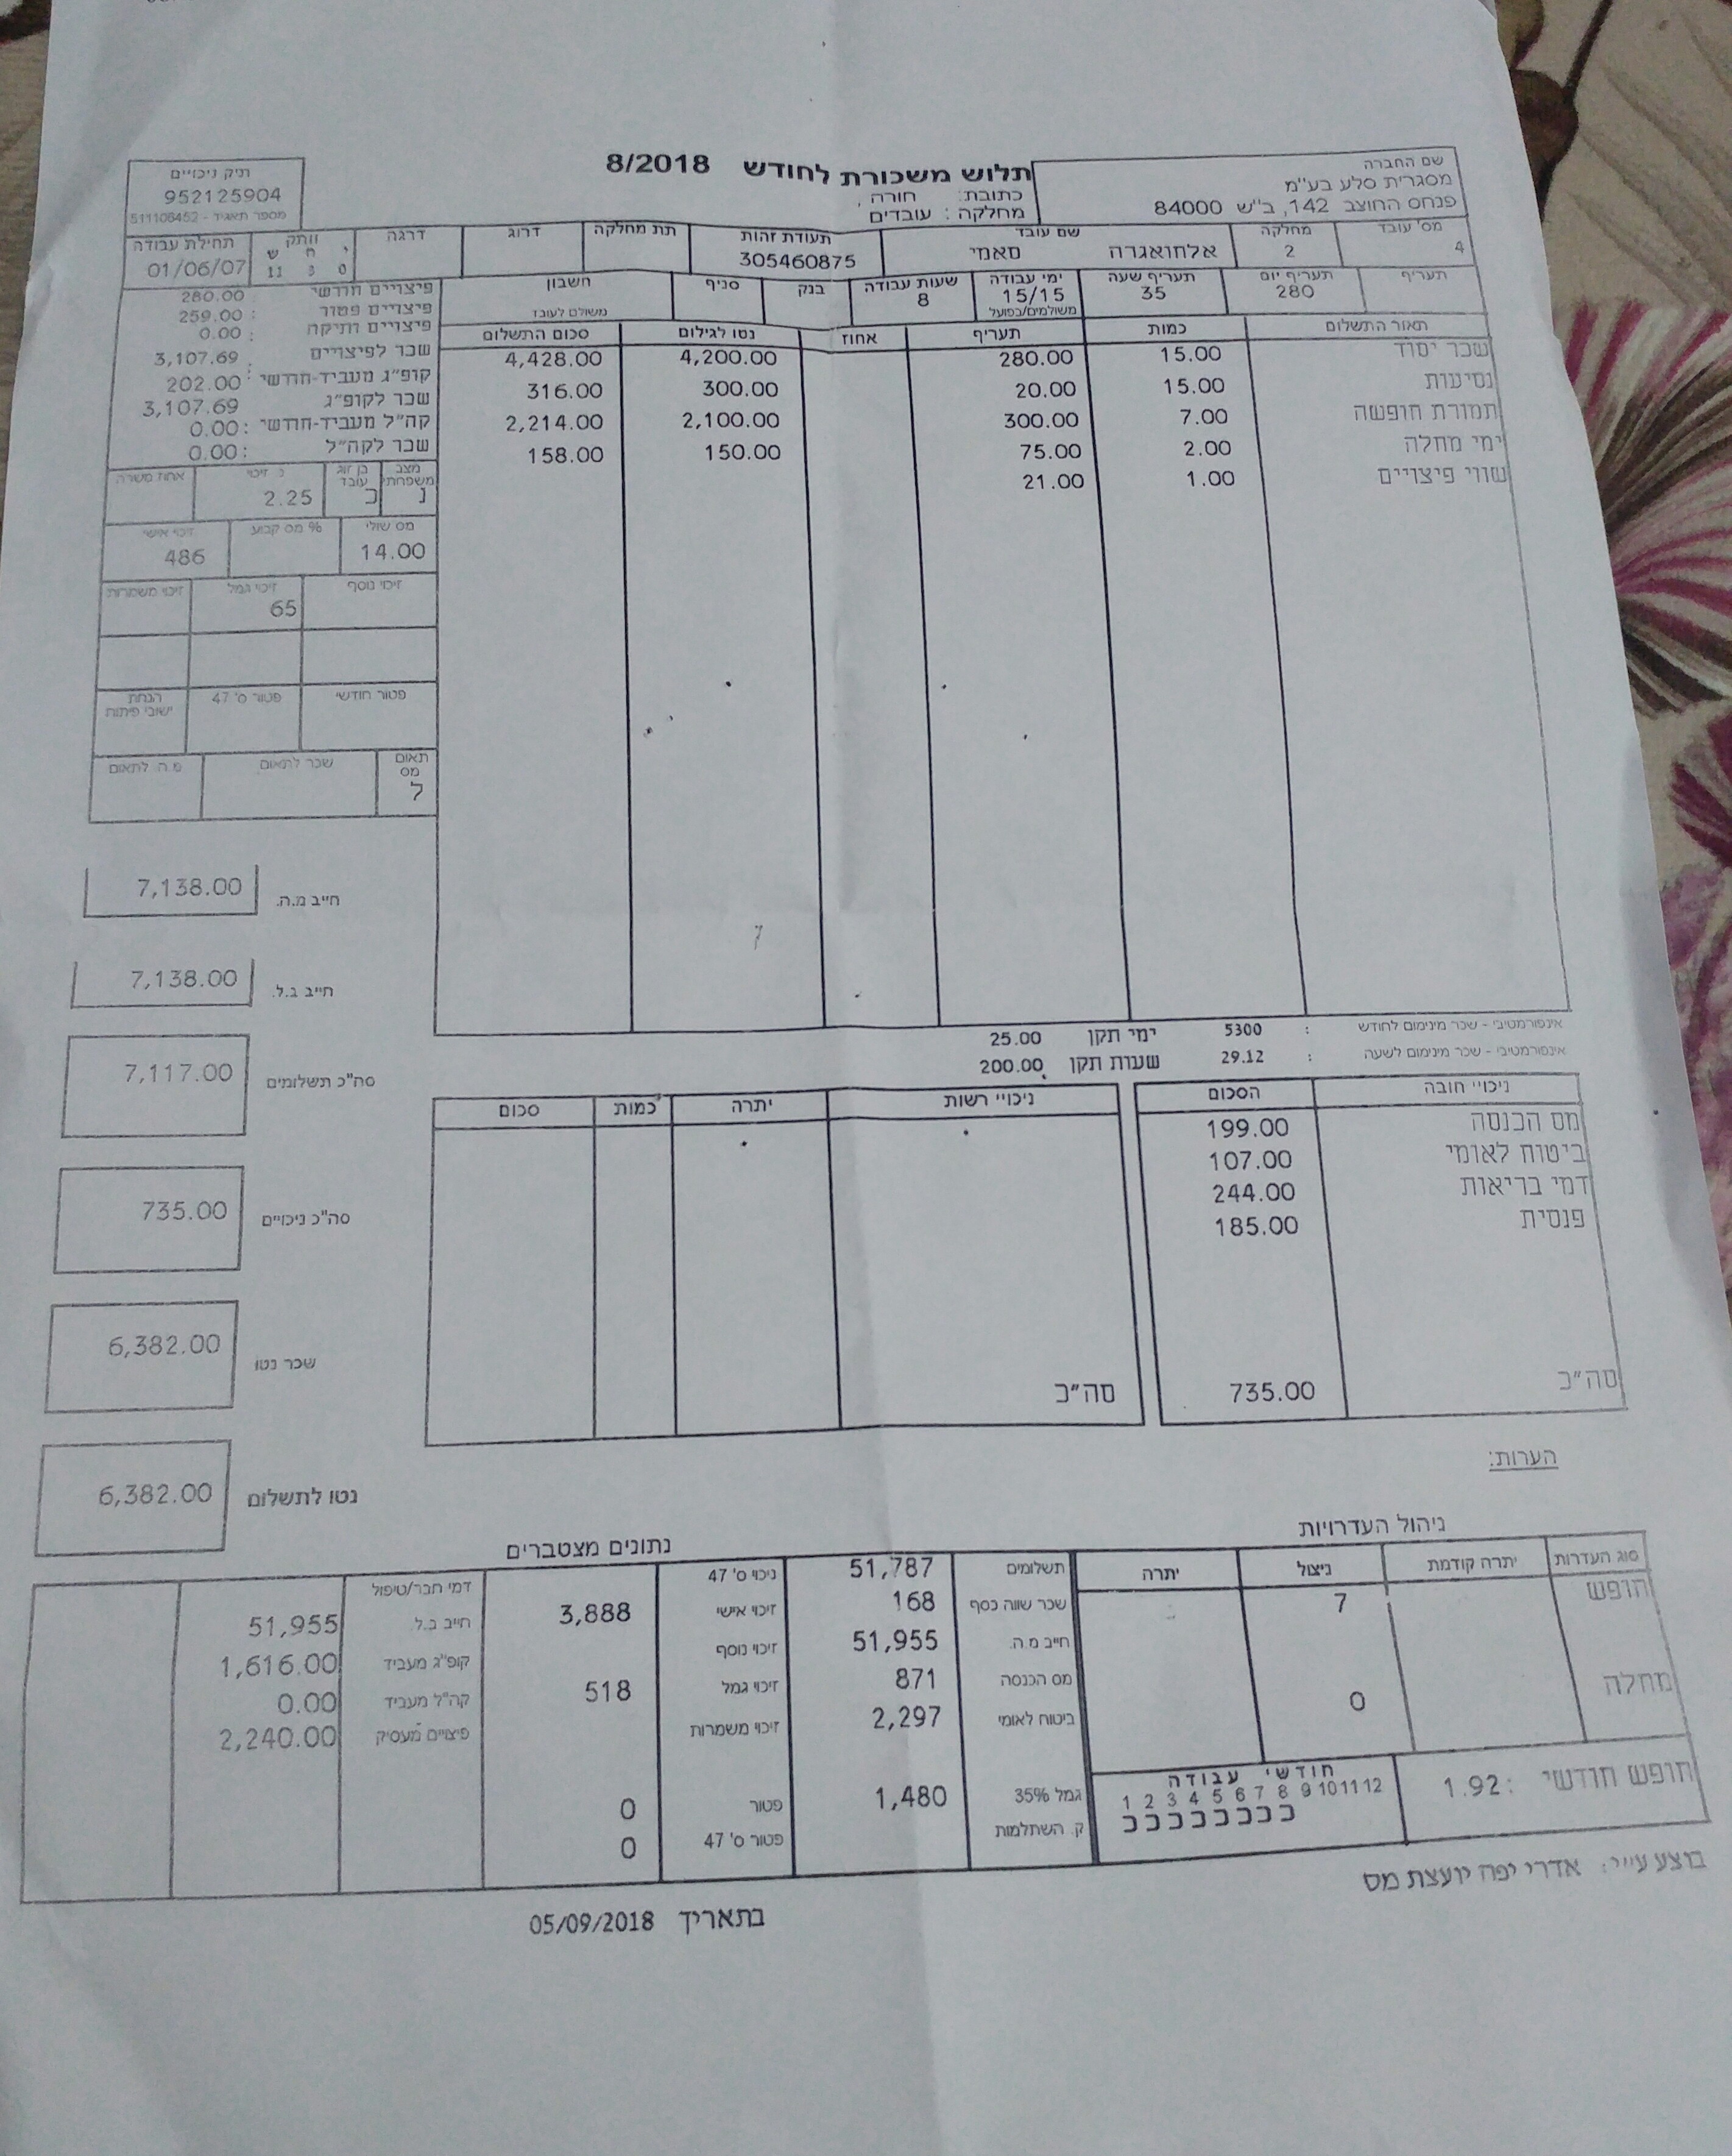 שם החברה
מסגרית סלע בע"מ
פנחס החוצב 142, ב"ש 84000
תלוש משכורת לחודש 8/2018
כתובת: חורה ,
מחלקה : עובדים
תיק ניכויים
952125904
מספר תאגיד - 511106452
מס' עובד 4
מחלקה 2
שם עובד אלחואגרה סאמי
תעודת זהות 305460875
תת מחלקה
דרוג
דרגה
וותק
ש ח י
11 3 0
תחילת עבודה 01/06/07
תעריף
תעריף יום 280
תעריף שעה 35
ימי עבודה 15/15
משולמים/בפועל
שעות עבודה 8
בנק
סניף
חשבון
משולם לעובד
תאור התשלום כמות תעריף אחוז נטו לגילום סכום התשלום
שכר יסוד 15.00 280.00 4,200.00 4,428.00
נסיעות 15.00 20.00 300.00 316.00
תמורת חופשה 7.00 300.00 2,100.00 2,214.00
ימי מחלה 2.00 75.00 150.00 158.00
שווי פיצויים 1.00 21.00
פיצויים חודשי : 280.00
פיצויים פטור : 259.00
פיצויים ותיקה : 0.00
שכר לפיצויים : 3,107.69
קופ"ג מעביד-חודשי : 202.00
שכר לקופ"ג 3,107.69
קה"ל מעביד-חודשי : 0.00
שכר לקה"ל : 0.00
מצב משפחתי נ
בן זוג עובד כ
נ. זיכוי 2.25
אחוז משרה
מס שולי 14.00
% מס קבוע
זיכוי אישי 486
זיכוי נוסף
זיכוי גמל 65
זיכוי משמרות
פטור חודשי
פטור ס' 47
הנחת ישובי פיתוח
תאום מס ל
שכר לתאום
מ.ה. לתאום
חייב מ.ה. 7,138.00
חייב ב.ל. 7,138.00
סה"כ תשלומים 7,117.00
סה"כ ניכויים 735.00
שכר נטו 6,382.00
נטו לתשלום 6,382.00
אינפורמטיבי - שכר מינימום לחודש : 5300 ימי תקן 25.00
אינפורמטיבי - שכר מינימום לשעה : 29.12 שעות תקן 200.00
ניכויי חובה הסכום
מס הכנסה 199.00
ביטוח לאומי 107.00
דמי בריאות 244.00
פנסית 185.00
סה"כ 735.00
ניכויי רשות יתרה כמות סכום
סה"כ
הערות:
ניהול העדרויות
סוג העדרות יתרה קודמת ניצול יתרה
חופש 7
מחלה 0
חופש חודשי : 1.92
חודשי עבודה
1 2 3 4 5 6 7 8 9 10 11 12
כ כ כ כ כ כ כ כ
נתונים מצטברים
תשלומים 51,787
שכר שווה כסף 168
חייב מ.ה. 51,955
מס הכנסה 871
ביטוח לאומי 2,297
גמל 35% 1,480
ק. השתלמות
ניכוי ס' 47
זיכוי אישי 3,888
זיכוי נוסף
זיכוי גמל 518
זיכוי משמרות
פטור 0
פטור ס' 47 0
דמי חבר/טיפול
חייב ב.ל. 51,955
קופ"ג מעביד 1,616.00
קה"ל מעביד 0.00
פיצויים מעסיק 2,240.00
בוצע ע"י: אדרי יפה יועצת מס
בתאריך 05/09/2018